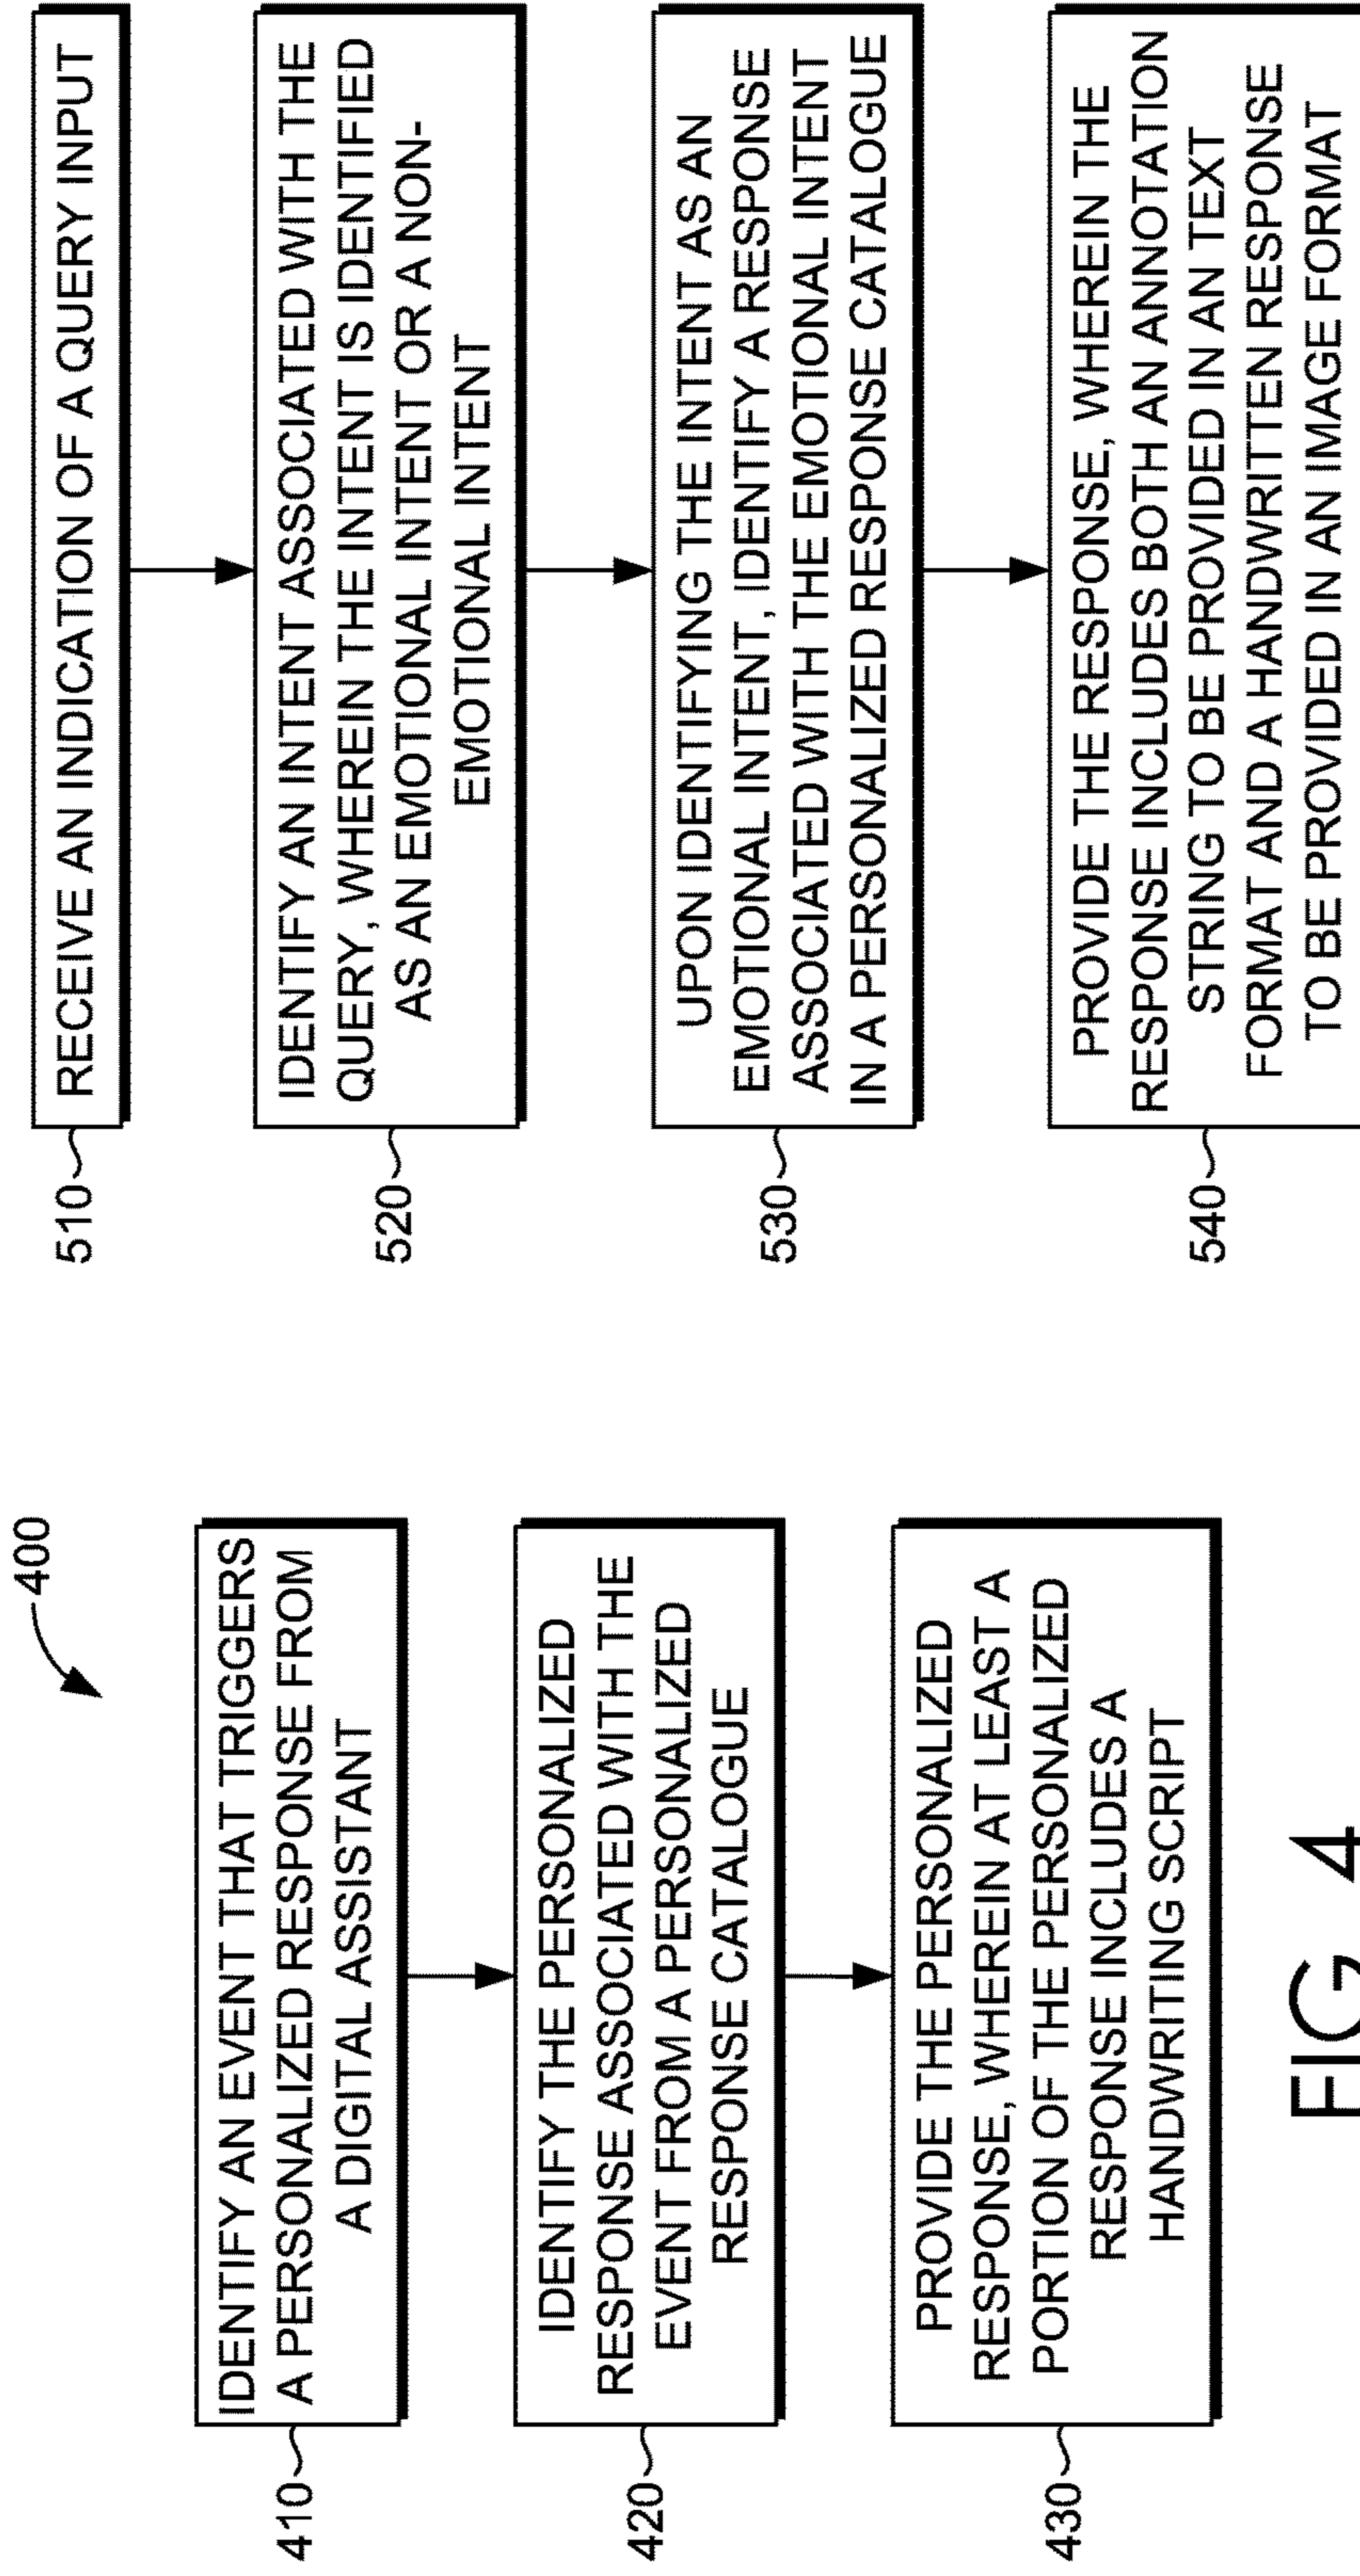 400
410
IDENTIFY AN EVENT THAT TRIGGERS
A PERSONALIZED RESPONSE FROM
A DIGITAL ASSISTANT
420
IDENTIFY THE PERSONALIZED
RESPONSE ASSOCIATED WITH THE
EVENT FROM A PERSONALIZED
RESPONSE CATALOGUE
430
PROVIDE THE PERSONALIZED
RESPONSE, WHEREIN AT LEAST A
PORTION OF THE PERSONALIZED
RESPONSE INCLUDES A
HANDWRITING SCRIPT
FIG 4
510
RECEIVE AN INDICATION OF A QUERY INPUT
520
IDENTIFY AN INTENT ASSOCIATED WITH THE
QUERY, WHEREIN THE INTENT IS IDENTIFIED
AS AN EMOTIONAL INTENT OR A NON-
EMOTIONAL INTENT
530
UPON IDENTIFYING THE INTENT AS AN
EMOTIONAL INTENT, IDENTIFY A RESPONSE
ASSOCIATED WITH THE EMOTIONAL INTENT
IN A PERSONALIZED RESPONSE CATALOGUE
540
PROVIDE THE RESPONSE, WHEREIN THE
RESPONSE INCLUDES BOTH AN ANNOTATION
STRING TO BE PROVIDED IN AN TEXT
FORMAT AND A HANDWRITTEN RESPONSE
TO BE PROVIDED IN AN IMAGE FORMAT